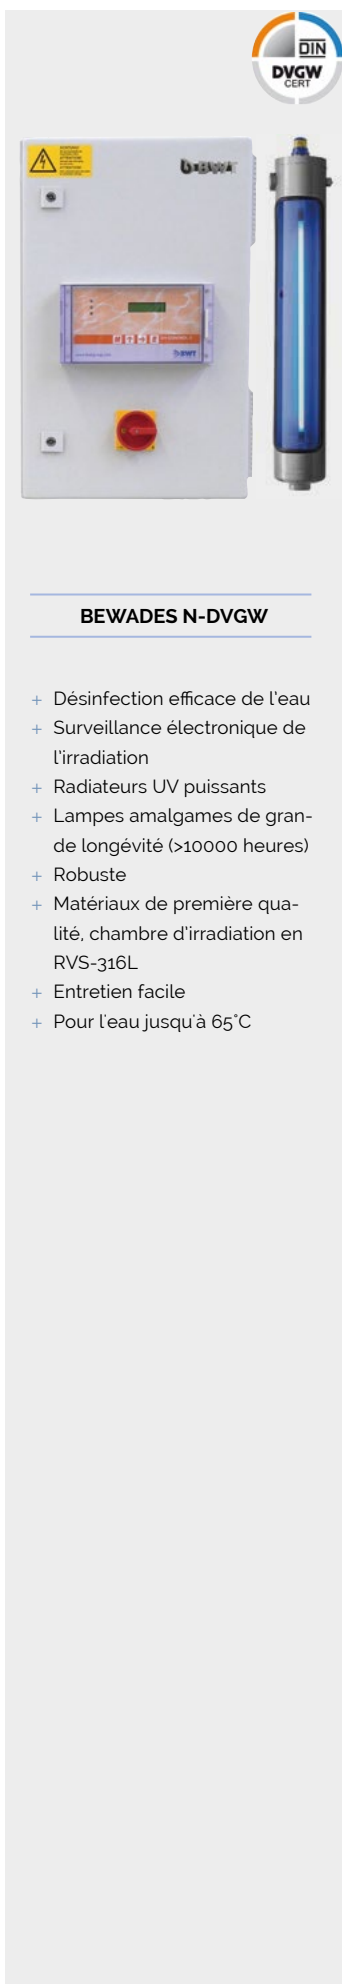 DIN
DVGW
CERT
BWT
BWT
BEWADES N-DVGW
+ Désinfection efficace de l'eau
+ Surveillance électronique de
l'irradiation
+ Radiateurs UV puissants
+ Lampes amalgames de gran-
de longévité (>10000 heures)
+ Robuste
+ Matériaux de première qua-
lité, chambre d'irradiation en
RVS-316L
+ Entretien facile
+ Pour l'eau jusqu'à 65°C